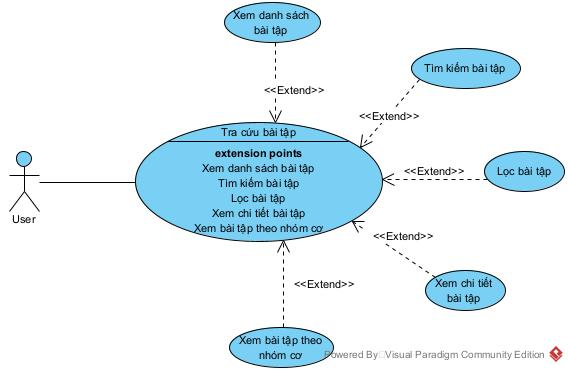 Xem danh sách
bài tập
Tìm kiếm bài tập
<<Extend>>
<<Extend>>
Tra cứu bài tập
extension points
Xem danh sách bài tập
Tìm kiếm bài tập
Lọc bài tập
Xem chi tiết bài tập
Xem bài tập theo nhóm cơ
<<Extend>>
Lọc bài tập
User
<<Extend>>
<<Extend>>
Xem chi tiết
bài tập
Xem bài tập theo
nhóm cơ
Powered By Visual Paradigm Community Edition